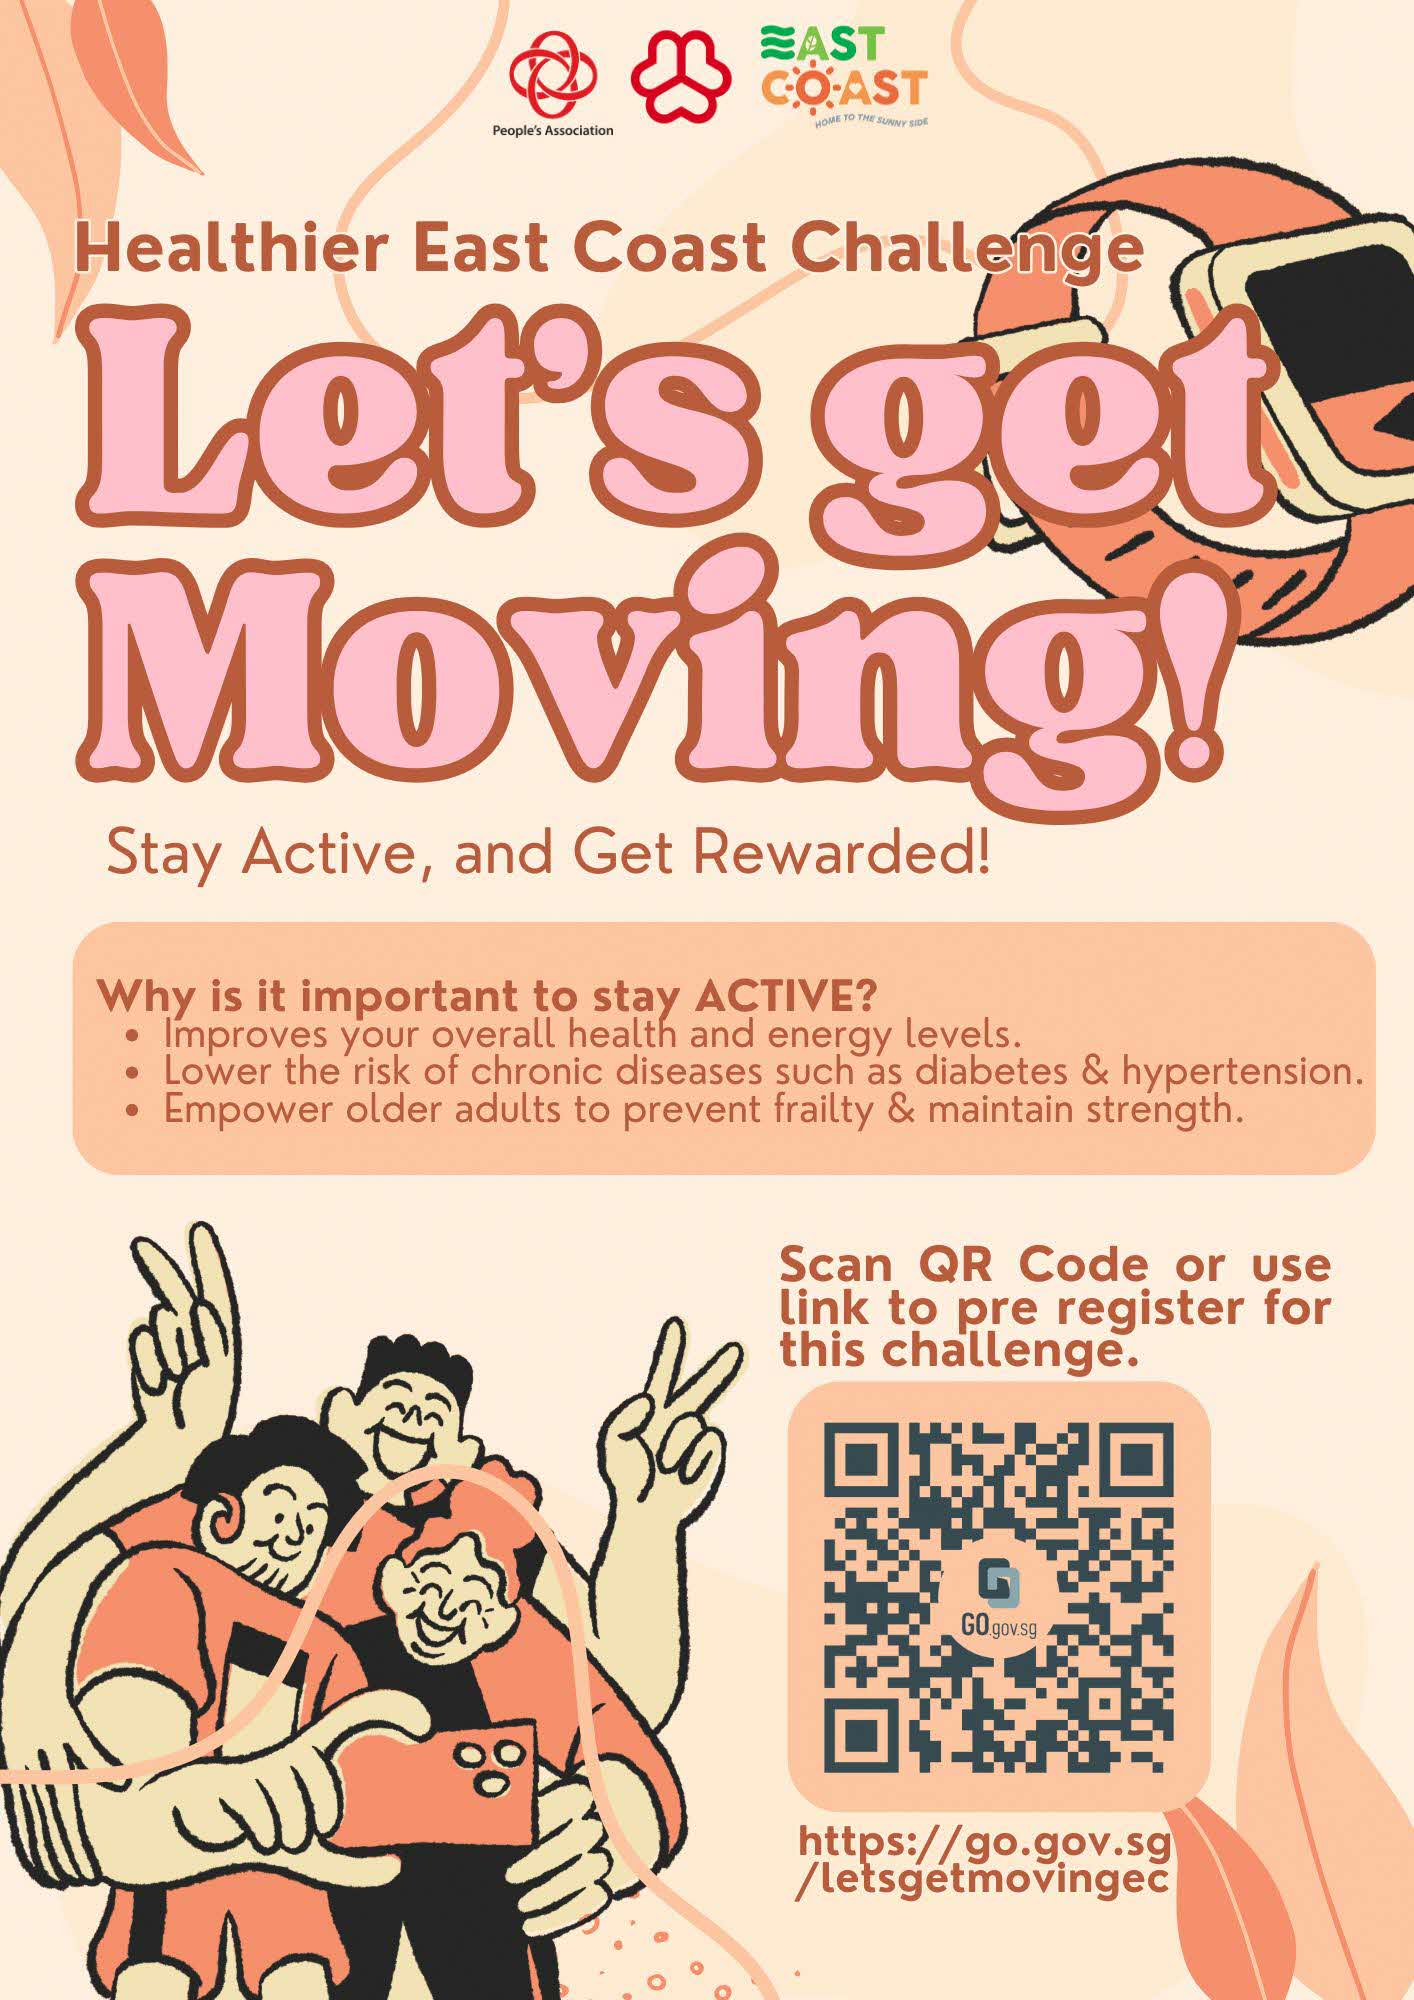 People's Association
EAST
COAST
HOME TO THE SUNNY SIDE
Healthier East Coast Challenge
Let's get
Moving!
Stay Active, and Get Rewarded!
Why is it important to stay ACTIVE?
• Improves your overall health and energy levels.
• Lower the risk of chronic diseases such as diabetes & hypertension.
• Empower older adults to prevent frailty & maintain strength.
Scan QR Code or use
link to pre register for
this challenge.
GO.gov.sg
https://go.gov.sg
/letsgetmovingec